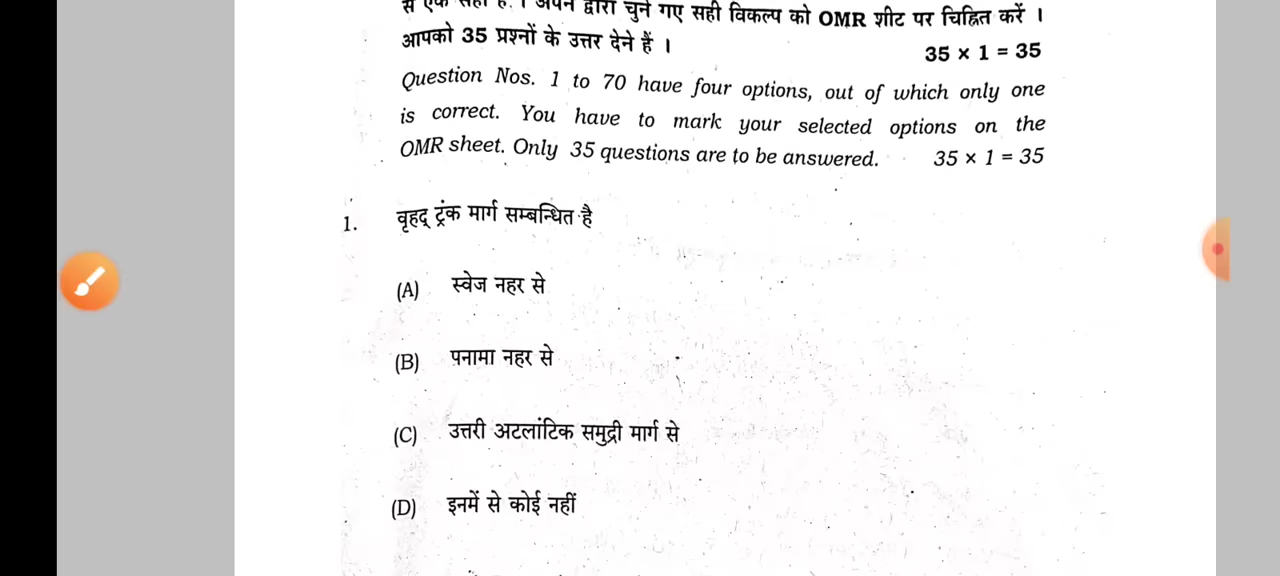 से एक सही है । अपने द्वारा चुने गए सही विकल्प को OMR शीट पर चिह्नित करें ।
आपको 35 प्रश्नों के उत्तर देने हैं ।
35 × 1 = 35
Question Nos. 1 to 70 have four options, out of which only one
is correct. You have to mark your selected options on the
OMR sheet. Only 35 questions are to be answered. 35 × 1 = 35
1. वृहद् ट्रंक मार्ग सम्बन्धित है
(A) स्वेज नहर से
(B) पनामा नहर से
(C) उत्तरी अटलांटिक समुद्री मार्ग से
(D) इनमें से कोई नहीं